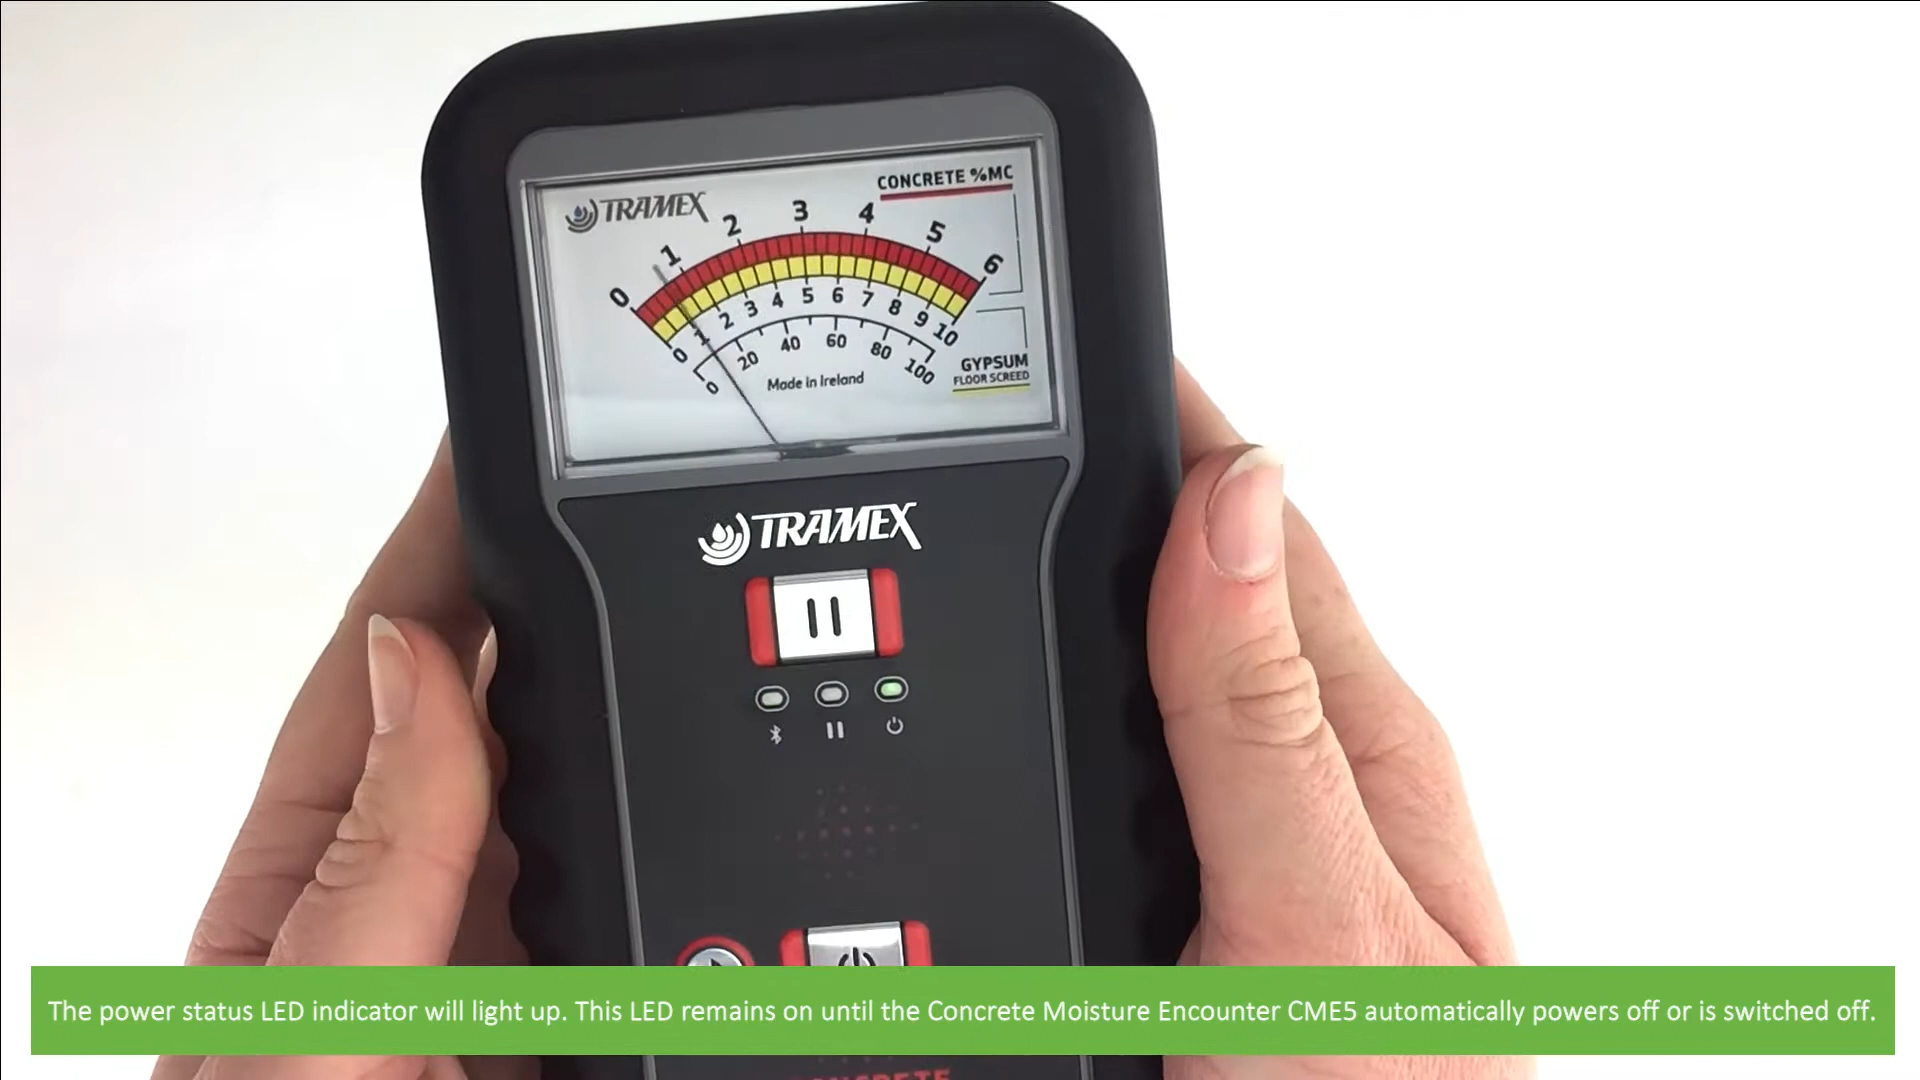 TRAMEX
CONCRETE %MC
0 1 2 3 4 5 6
0 1 2 3 4 5 6 7 8 9 10
0 20 40 60 80 100
Made in Ireland
GYPSUM
FLOOR SCREED
TRAMEX
The power status LED indicator will light up. This LED remains on until the Concrete Moisture Encounter CME5 automatically powers off or is switched off.